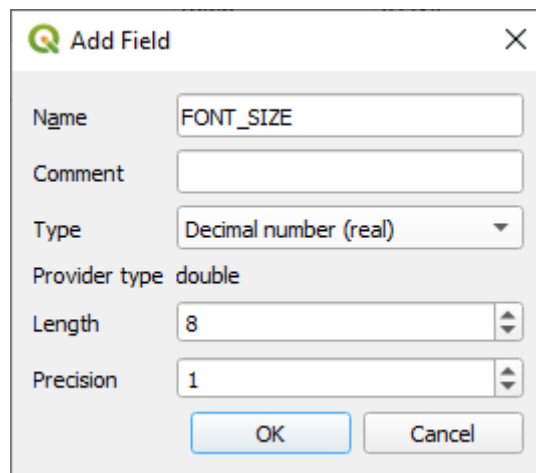 Add Field
Name FONT_SIZE
Comment
Type Decimal number (real)
Provider type double
Length 8
Precision 1
OK Cancel